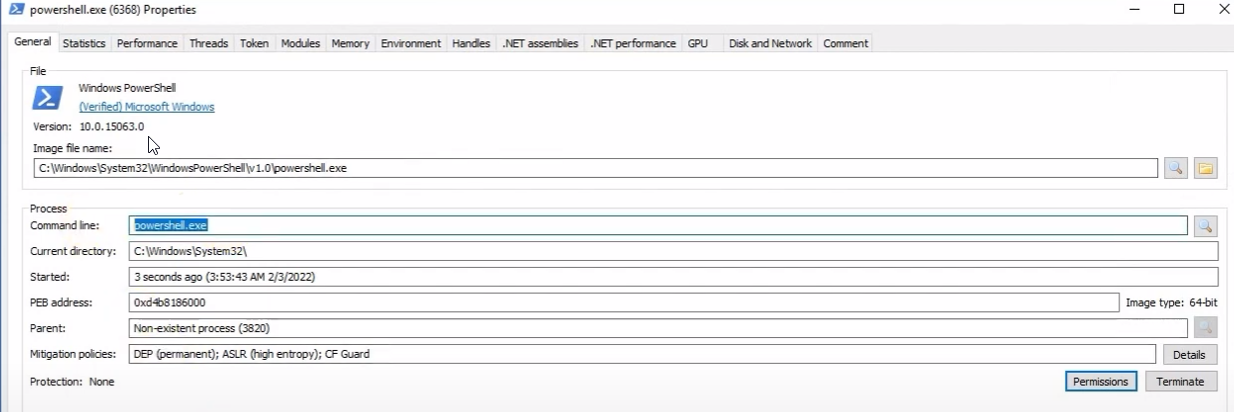 powershell.exe (6368) Properties
General Statistics Performance Threads Token Modules Memory Environment Handles .NET assemblies .NET performance GPU Disk and Network Comment
File
Windows PowerShell
(Verified) Microsoft Windows
Version: 10.0.15063.0
Image file name:
C:\Windows\System32\WindowsPowerShell\v1.0\powershell.exe
Process
Command line: powershell.exe
Current directory: C:\Windows\System32\
Started: 3 seconds ago (3:53:43 AM 2/3/2022)
PEB address: 0xd4b8186000 Image type: 64-bit
Parent: Non-existent process (3820)
Mitigation policies: DEP (permanent); ASLR (high entropy); CF Guard Details
Protection: None Permissions Terminate